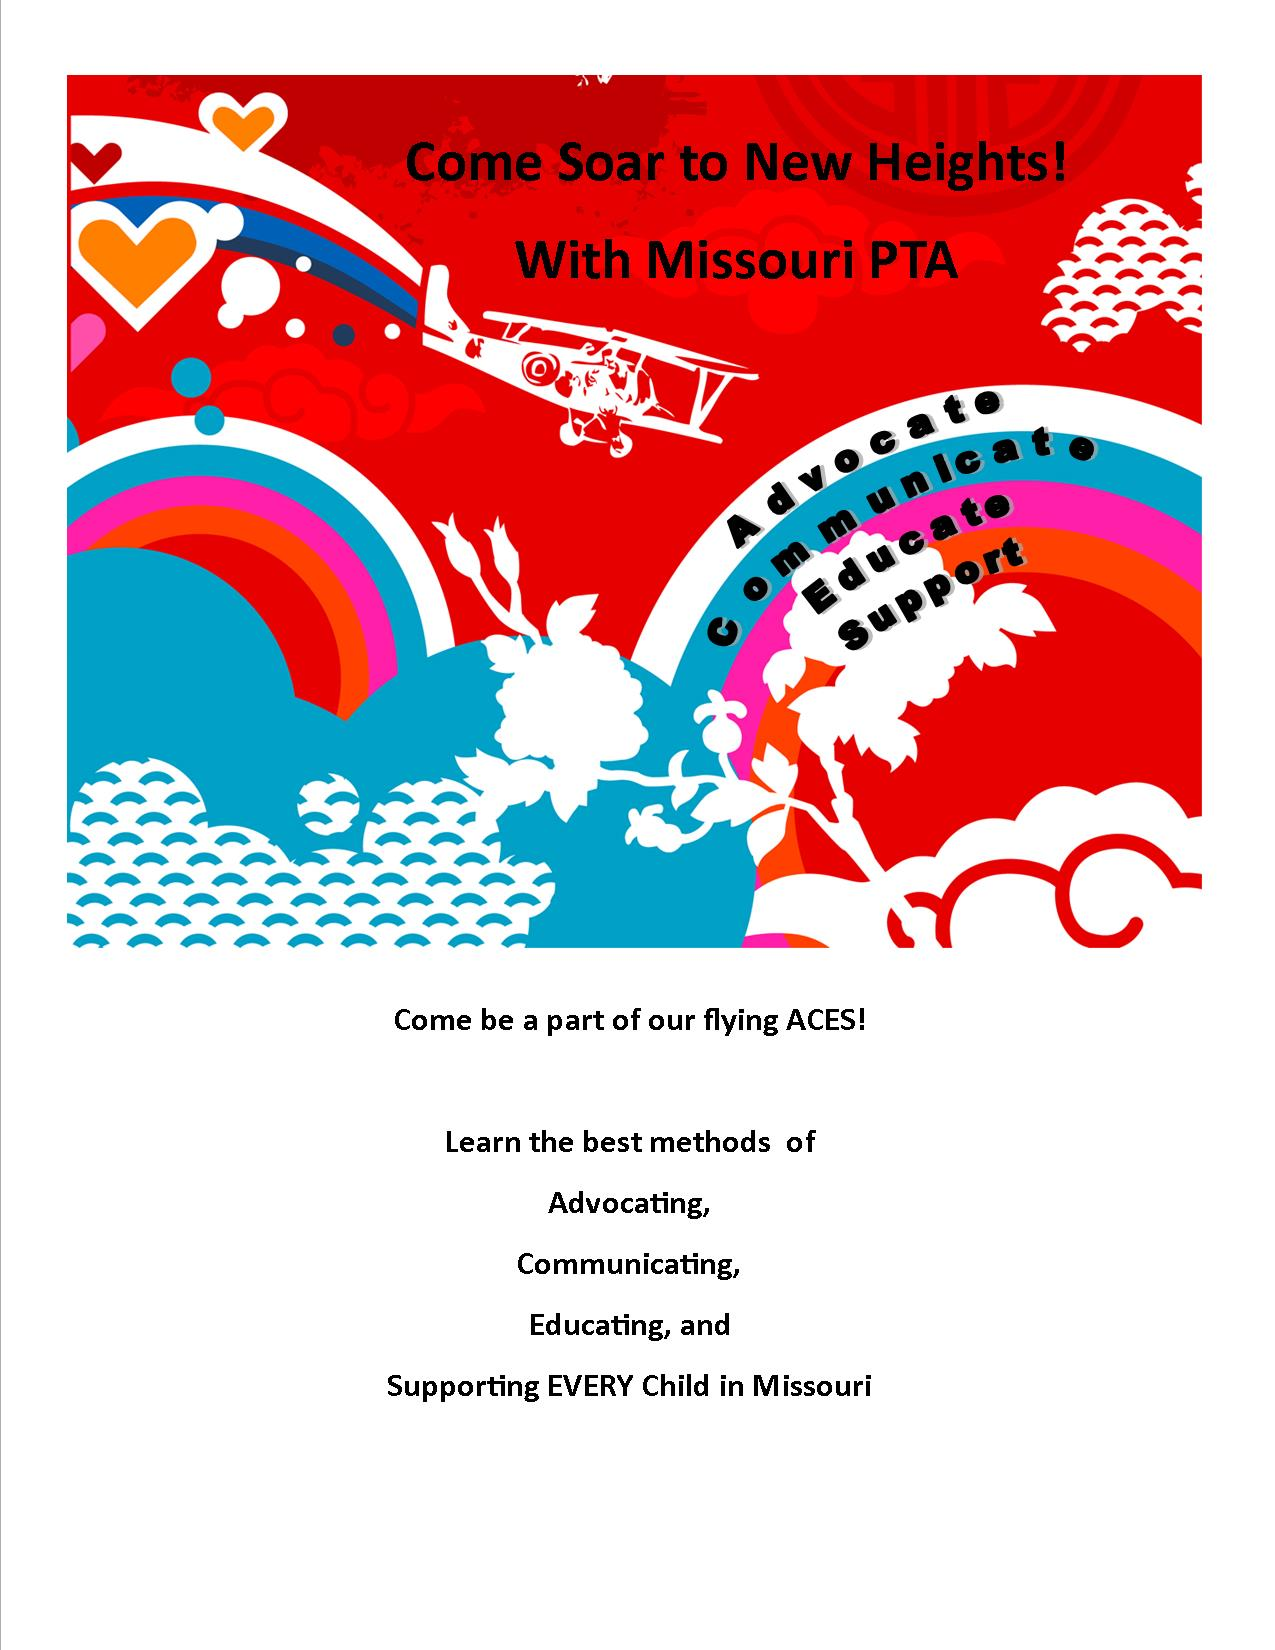 Come Soar to New Heights!
With Missouri PTA
Advocate
Communicate
Educate
Support
Come be a part of our flying ACES!
Learn the best methods  of
Advocating,
Communicating,
Educating, and
Supporting EVERY Child in Missouri